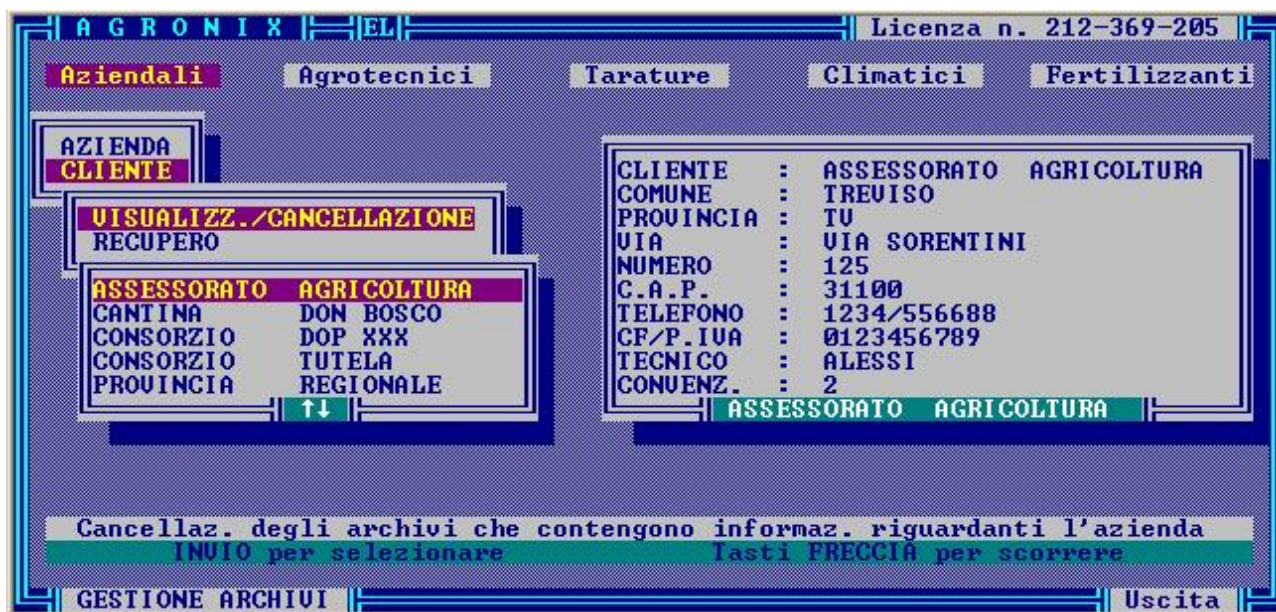 A G R O N I X EL Licenza n. 212-369-205
Aziendali Agrotecnici Tarature Climatici Fertilizzanti
AZIENDA
CLIENTE
VISUALIZZ./CANCELLAZIONE
RECUPERO
ASSESSORATO AGRICOLTURA
CANTINA DON BOSCO
CONSORZIO DOP XXX
CONSORZIO TUTELA
PROVINCIA REGIONALE
↑↓
CLIENTE : ASSESSORATO AGRICOLTURA
COMUNE : TREVISO
PROVINCIA : TV
VIA : VIA SORENTINI
NUMERO : 125
C.A.P. : 31100
TELEFONO : 1234/556688
CF/P.IVA : 0123456789
TECNICO : ALESSI
CONVENZ. : 2
ASSESSORATO AGRICOLTURA
Cancellaz. degli archivi che contengono informaz. riguardanti l'azienda
INVIO per selezionare Tasti FRECCIA per scorrere
GESTIONE ARCHIVI Uscita